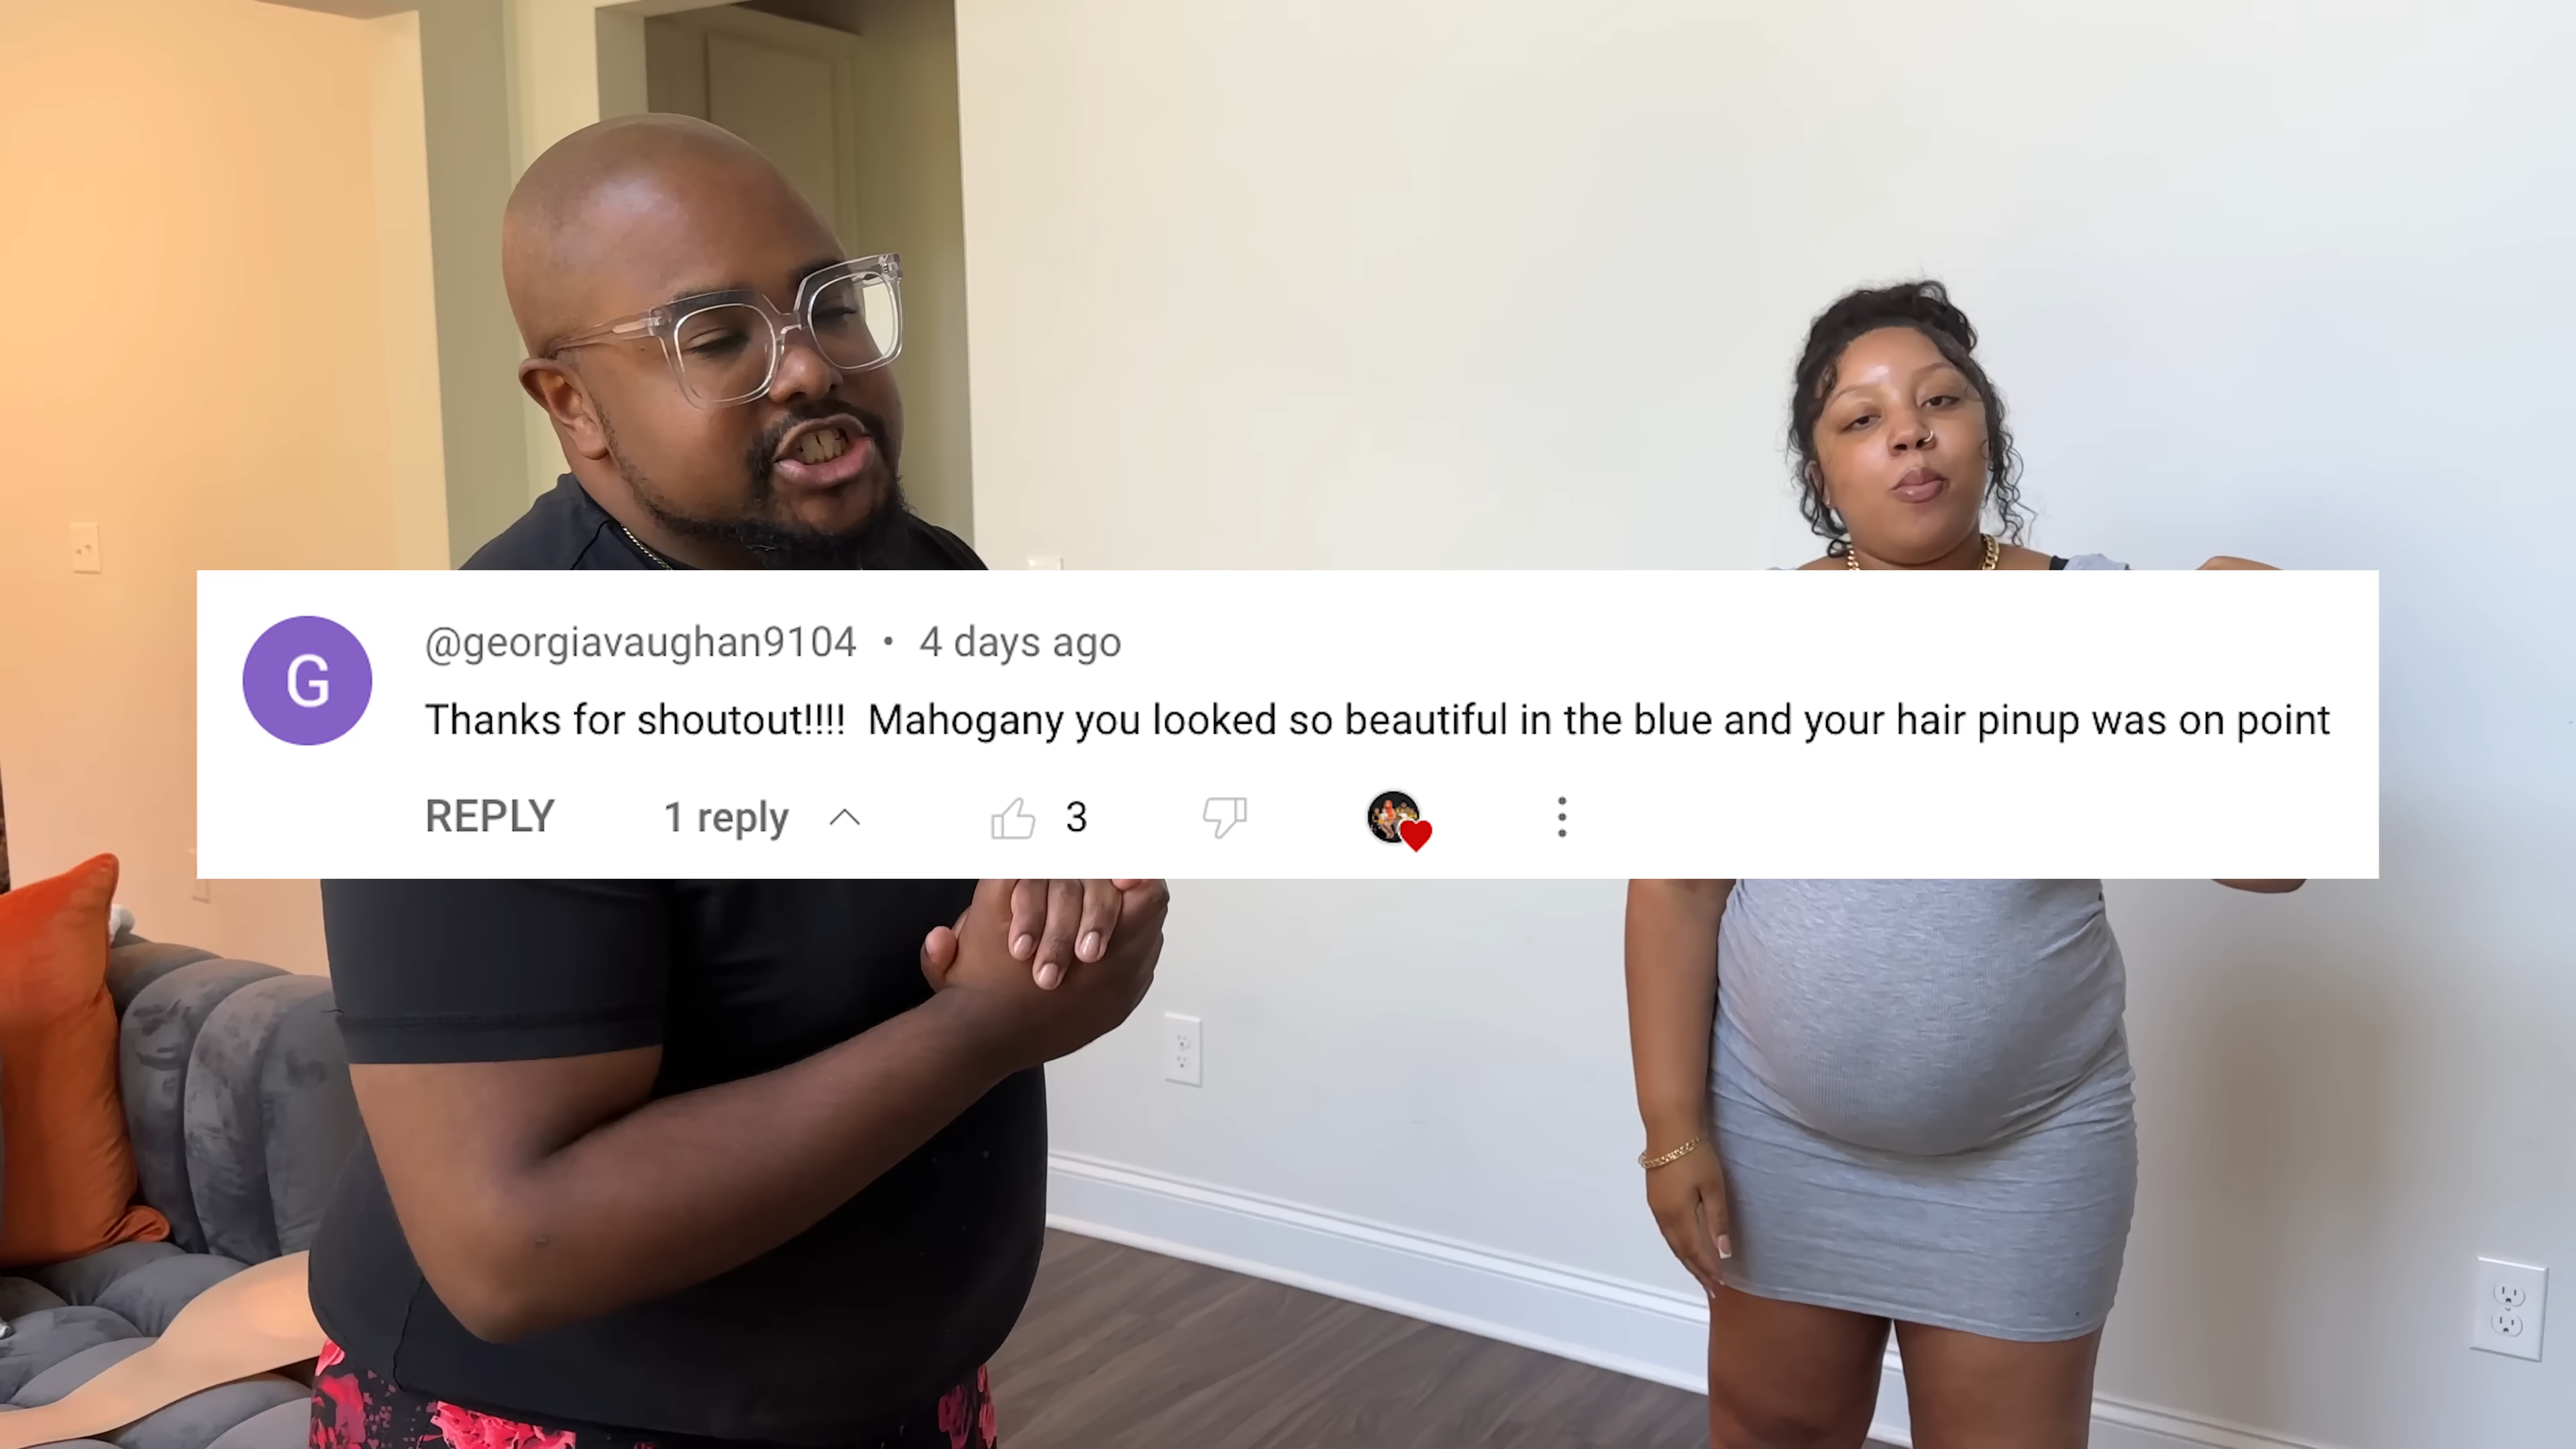 G
@georgiavaughan9104 • 4 days ago
Thanks for shoutout!!!! Mahogany you looked so beautiful in the blue and your hair pinup was on point
REPLY 1 reply 3